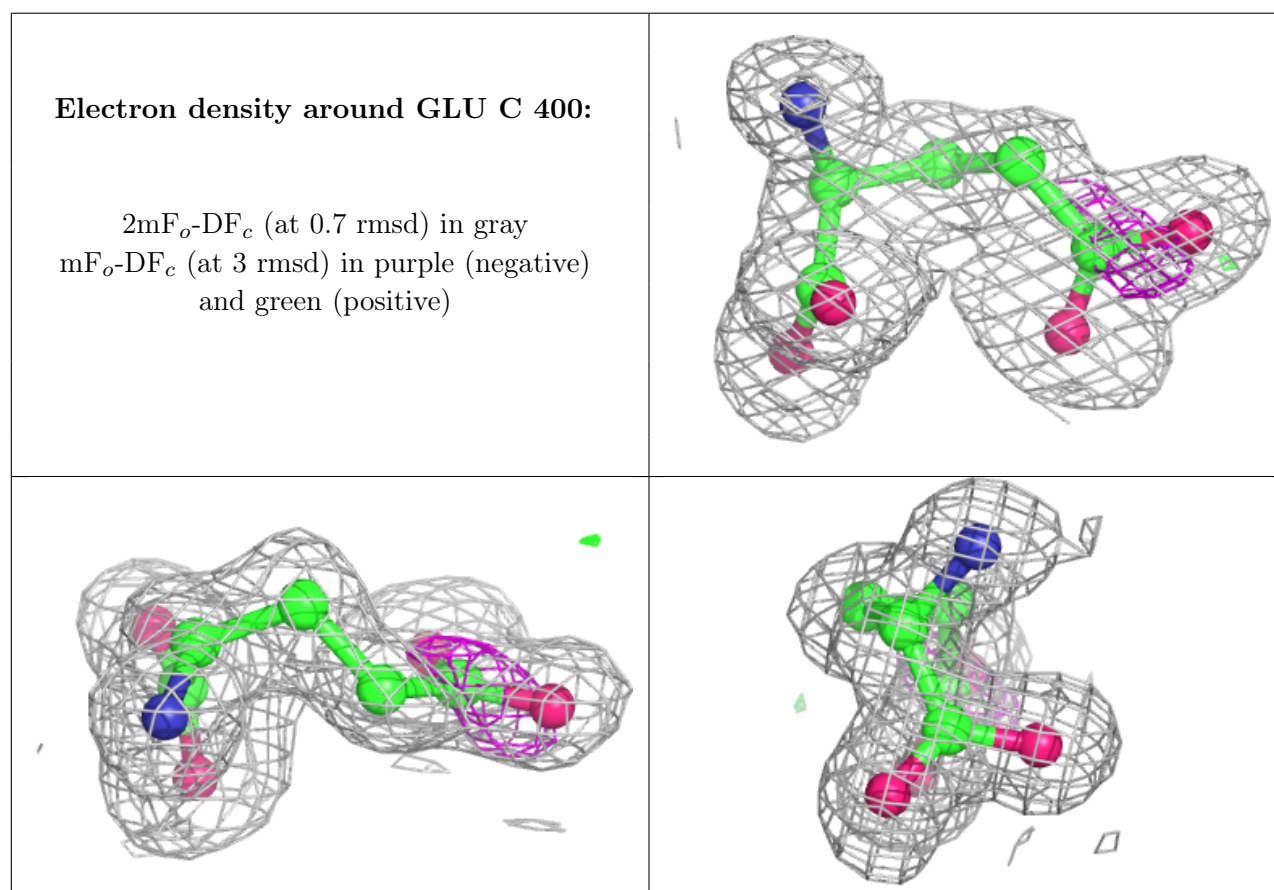 Electron density around GLU C 400:
2mFo-DFc (at 0.7 rmsd) in gray
mFo-DFc (at 3 rmsd) in purple (negative)
and green (positive)